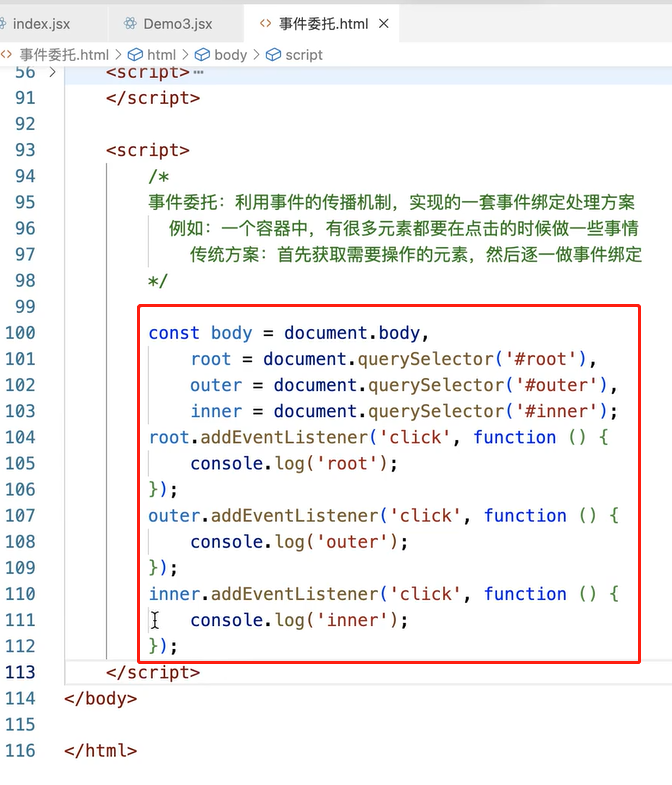 index.jsx Demo3.jsx <> 事件委托.html ×
<> 事件委托.html > html > body > script
56 > <script>…
91 </script>
92
93 <script>
94 /*
95 事件委托：利用事件的传播机制，实现的一套事件绑定处理方案
96 例如：一个容器中，有很多元素都要在点击的时候做一些事情
97 传统方案：首先获取需要操作的元素，然后逐一做事件绑定
98 */
99
100 const body = document.body,
101 root = document.querySelector('#root'),
102 outer = document.querySelector('#outer'),
103 inner = document.querySelector('#inner');
104 root.addEventListener('click', function () {
105 console.log('root');
106 });
107 outer.addEventListener('click', function () {
108 console.log('outer');
109 });
110 inner.addEventListener('click', function () {
111 console.log('inner');
112 });
113 </script>
114 </body>
115
116 </html>